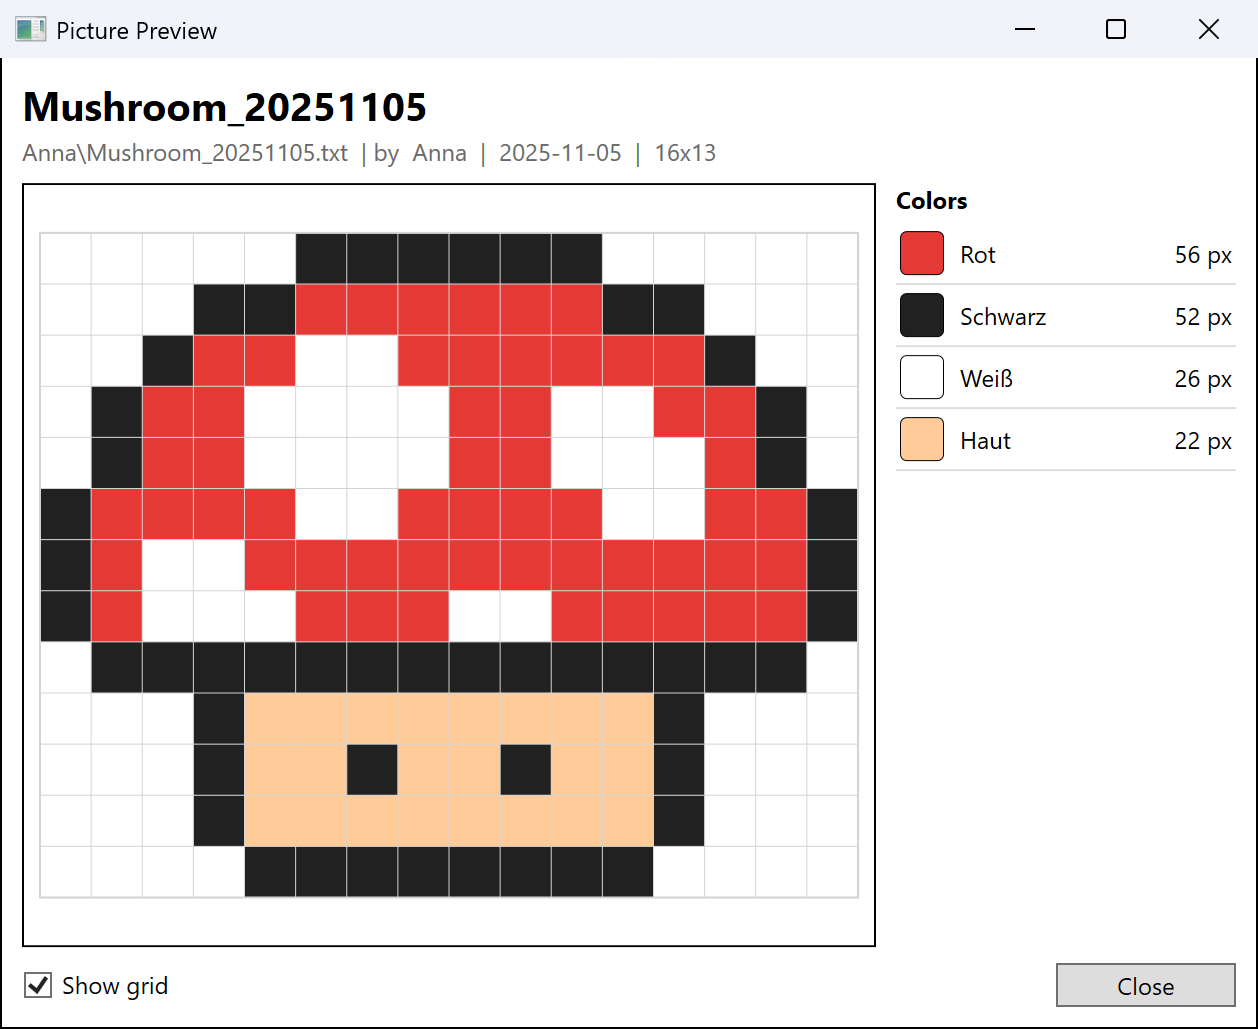 Picture Preview
Mushroom_20251105
Anna\Mushroom_20251105.txt | by Anna | 2025-11-05 | 16x13
Colors
Rot 56 px
Schwarz 52 px
Weiß 26 px
Haut 22 px
Show grid
Close